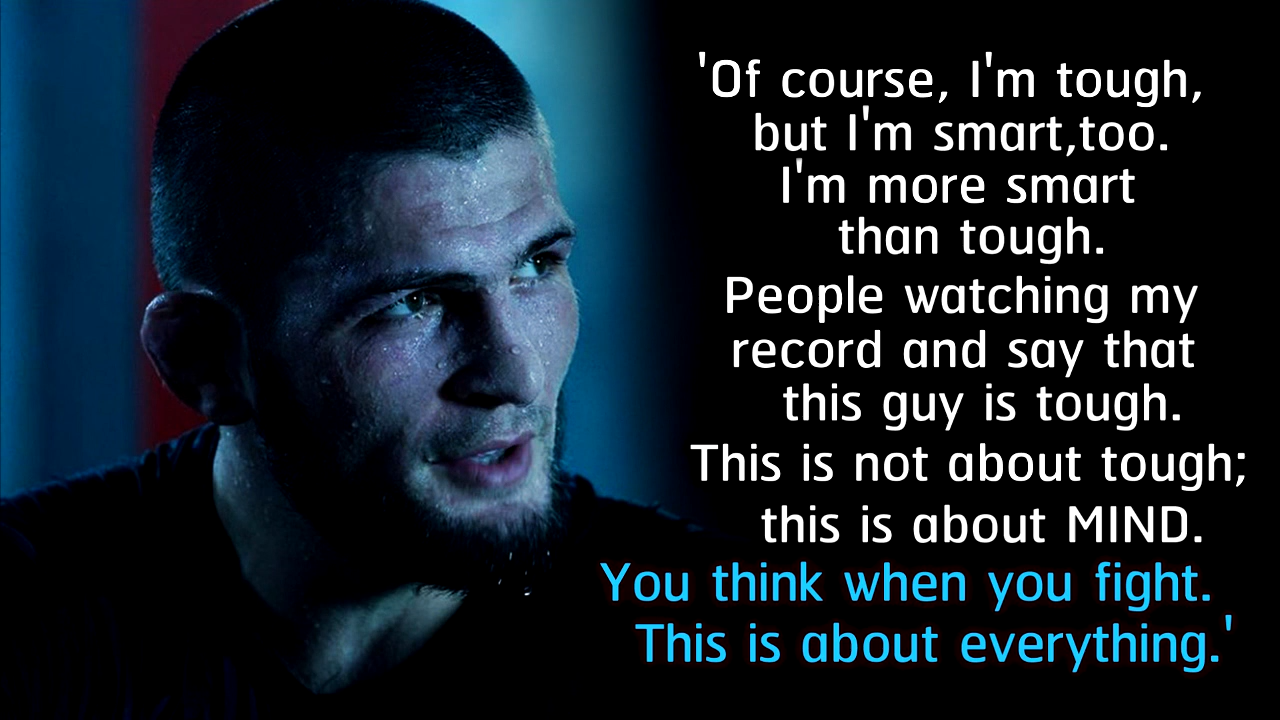 'Of course, I'm tough,
but I'm smart,too.
I'm more smart
than tough.
People watching my
record and say that
this guy is tough.
This is not about tough;
this is about MIND.
You think when you fight.
This is about everything.'